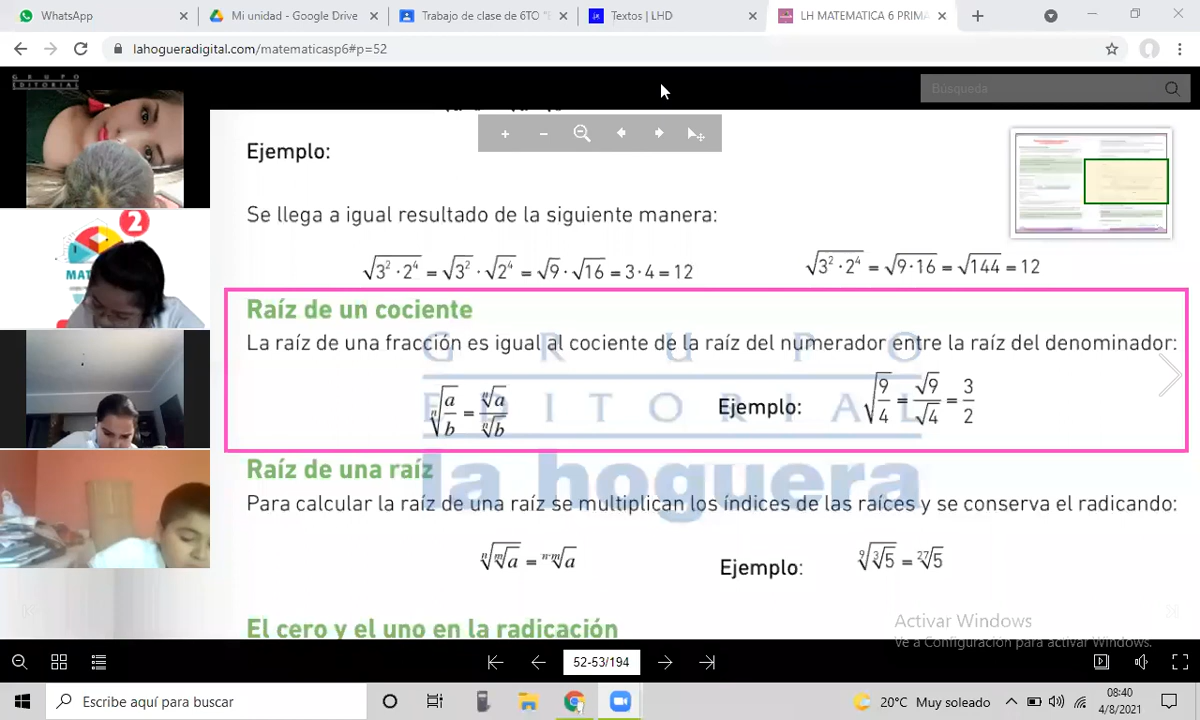 WhatsApp
Mi unidad - Google Drive
Trabajo de clase de 6TO "
Textos | LHD
LH MATEMATICA 6 PRIMA
lahogueradigital.com/matematicasp6#p=52
GRUPO
EDITORIAL
Búsqueda
2
MAT
Ejemplo:
Se llega a igual resultado de la siguiente manera:
√3² · 2⁴ = √3² · √2⁴ = √9 · √16 = 3 · 4 = 12
√3² · 2⁴ = √9 · 16 = √144 = 12
Raíz de un cociente
La raíz de una fracción es igual al cociente de la raíz del numerador entre la raíz del denominador:
ⁿ√a/b = ⁿ√a/ⁿ√b
Ejemplo:
√9/4 = √9/√4 = 3/2
GRUPO
EDITORIAL
la hoguera
Raíz de una raíz
Para calcular la raíz de una raíz se multiplican los índices de las raíces y se conserva el radicando:
ⁿ√ᵐ√a = ⁿ·ᵐ√a
Ejemplo:
⁹√³√5 = ²⁷√5
El cero y el uno en la radicación
Activar Windows
Ve a Configuración para activar Windows.
52-53/194
Escribe aquí para buscar
20°C Muy soleado
08:40
4/8/2021